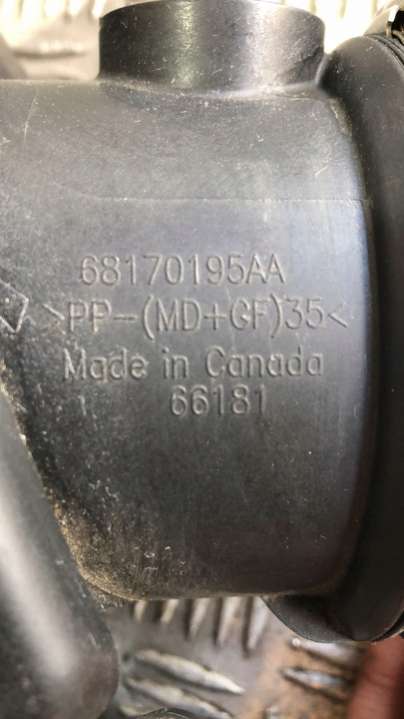 68170195AA
>PP-(MD+GF)35<
Made in Canada
66181